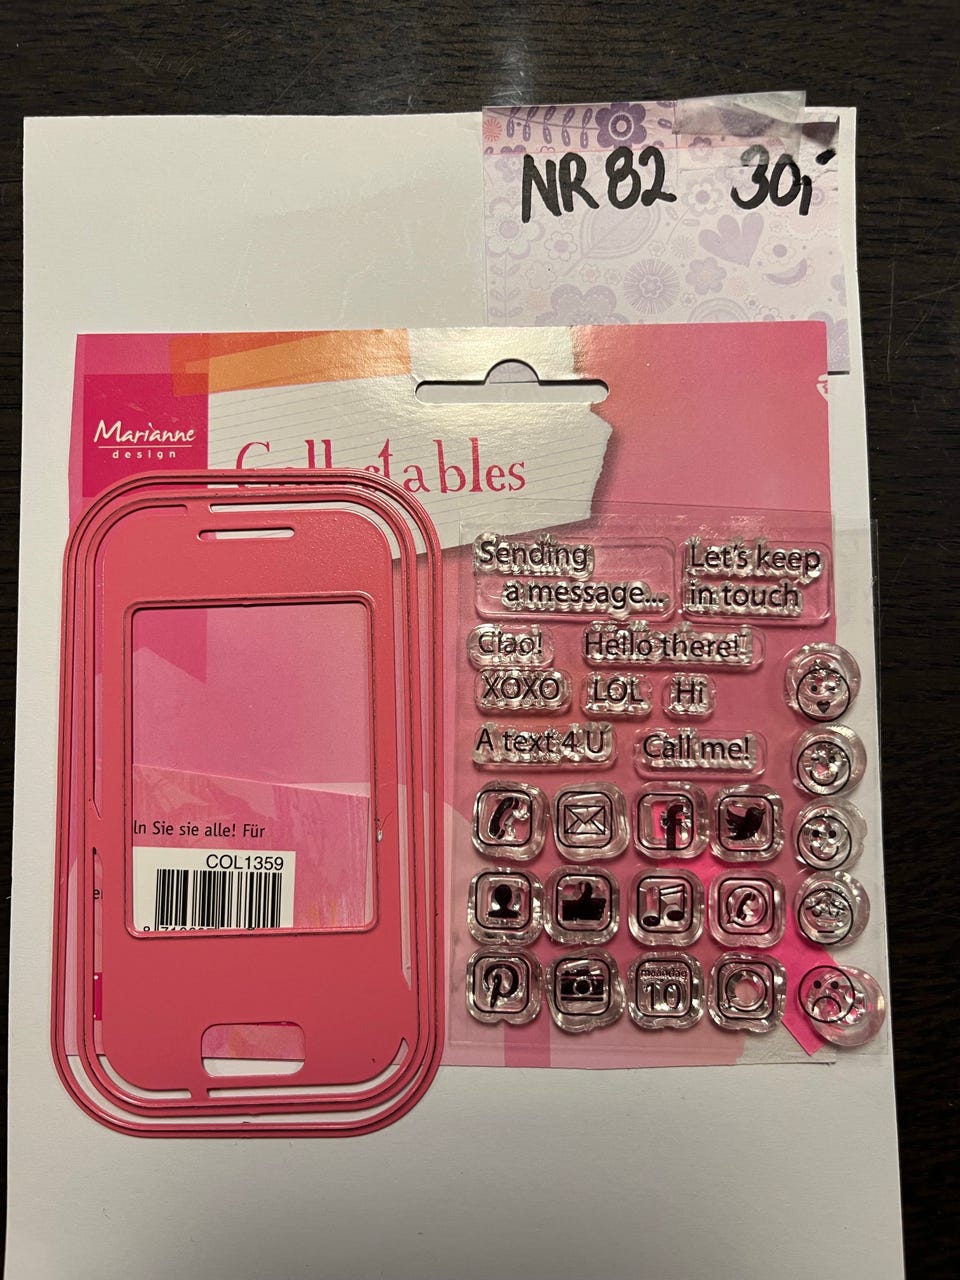 NR 82 30,-
Marianne
design
Collectables
Sending
a message...
Let's keep
in touch
Ciao!
Hello there!
XOXO
LOL
Hi
A text 4 U
Call me!
f
maandag
10
ln Sie sie alle! Für
COL1359